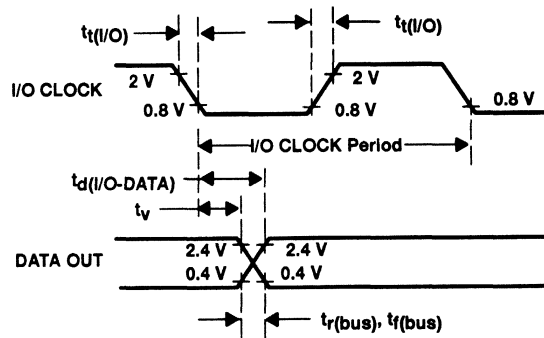 tt(I/O) tt(I/O)
2 V 2 V
I/O CLOCK
0.8 V 0.8 V 0.8 V
I/O CLOCK Period
td(I/O-DATA)
tv
2.4 V 2.4 V
DATA OUT
0.4 V 0.4 V
tr(bus), tf(bus)